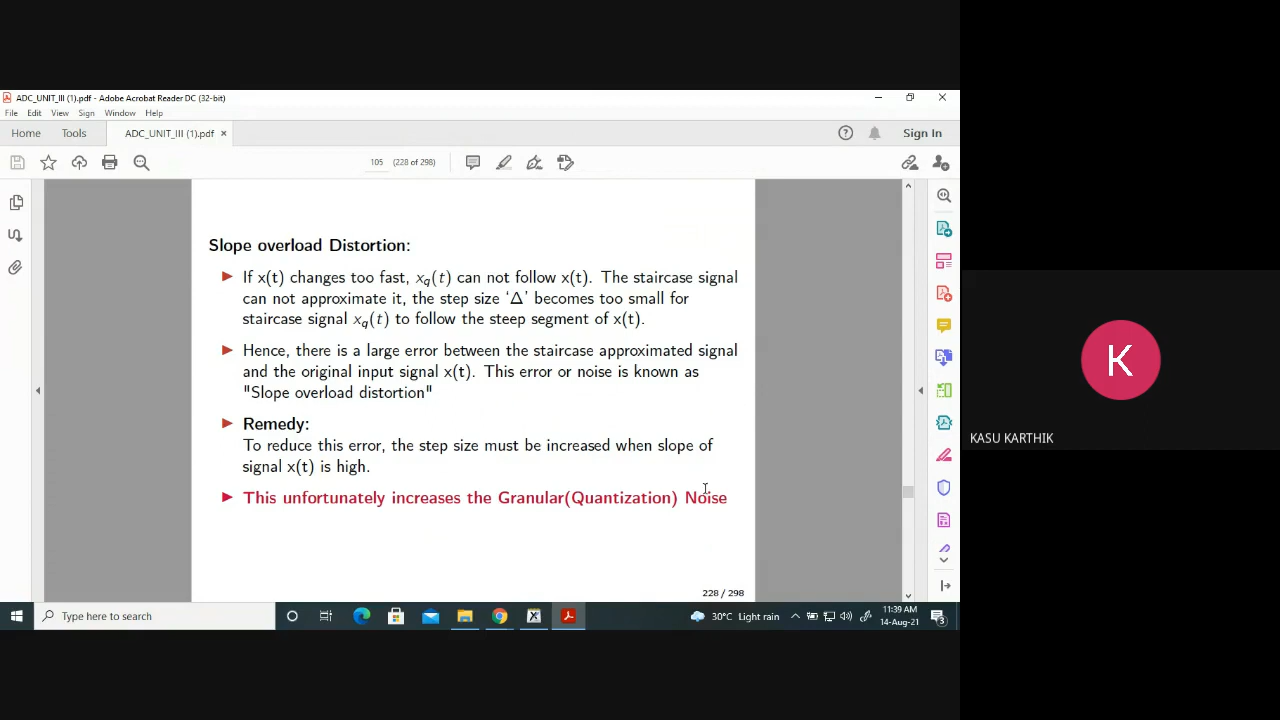 ADC_UNIT_III (1).pdf - Adobe Acrobat Reader DC (32-bit)
File Edit View Sign Window Help
Home Tools ADC_UNIT_III (1).pdf × Sign In
105 (228 of 298)
Slope overload Distortion:
If x(t) changes too fast, xq(t) can not follow x(t). The staircase signal
can not approximate it, the step size ‘Δ’ becomes too small for
staircase signal xq(t) to follow the steep segment of x(t).
Hence, there is a large error between the staircase approximated signal
and the original input signal x(t). This error or noise is known as
"Slope overload distortion"
Remedy:
To reduce this error, the step size must be increased when slope of
signal x(t) is high.
This unfortunately increases the Granular(Quantization) Noise
228 / 298
K
KASU KARTHIK
Type here to search
30°C Light rain
11:39 AM
14-Aug-21
3